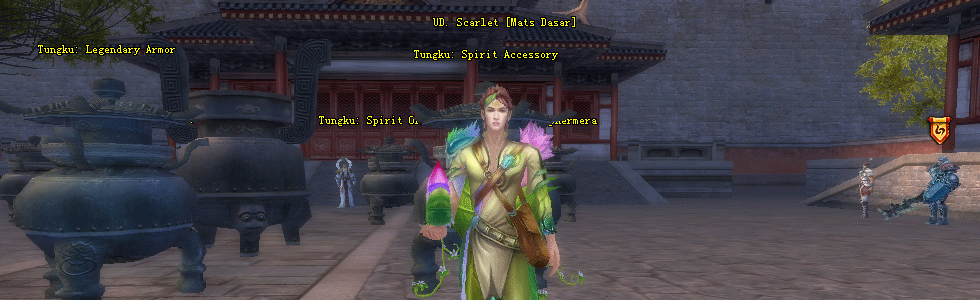 UD. Scarlet [Mats Dasar]
Tungku: Legendary Armor
Tungku: Spirit Accessory
Tungku: Spirit